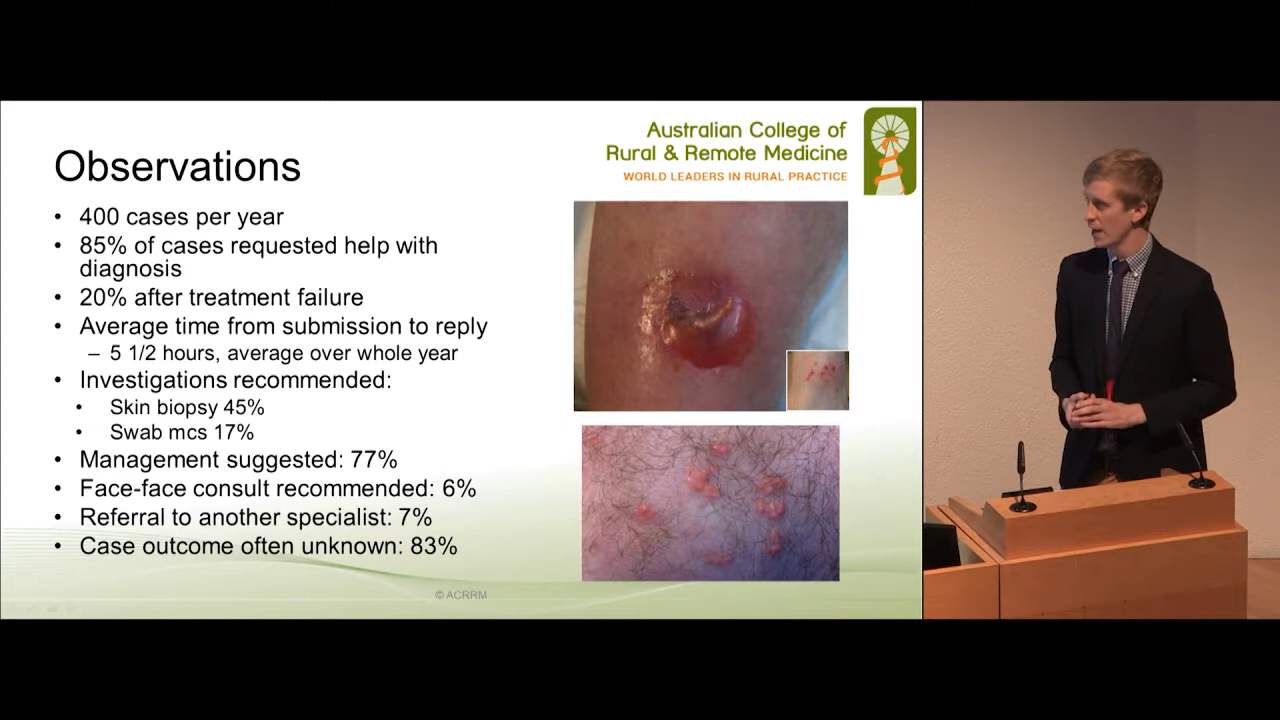 Australian College of
Rural & Remote Medicine
WORLD LEADERS IN RURAL PRACTICE
Observations
• 400 cases per year
• 85% of cases requested help with
diagnosis
• 20% after treatment failure
• Average time from submission to reply
– 5 1/2 hours, average over whole year
• Investigations recommended:
• Skin biopsy 45%
• Swab mcs 17%
• Management suggested: 77%
• Face-face consult recommended: 6%
• Referral to another specialist: 7%
• Case outcome often unknown: 83%
© ACRRM